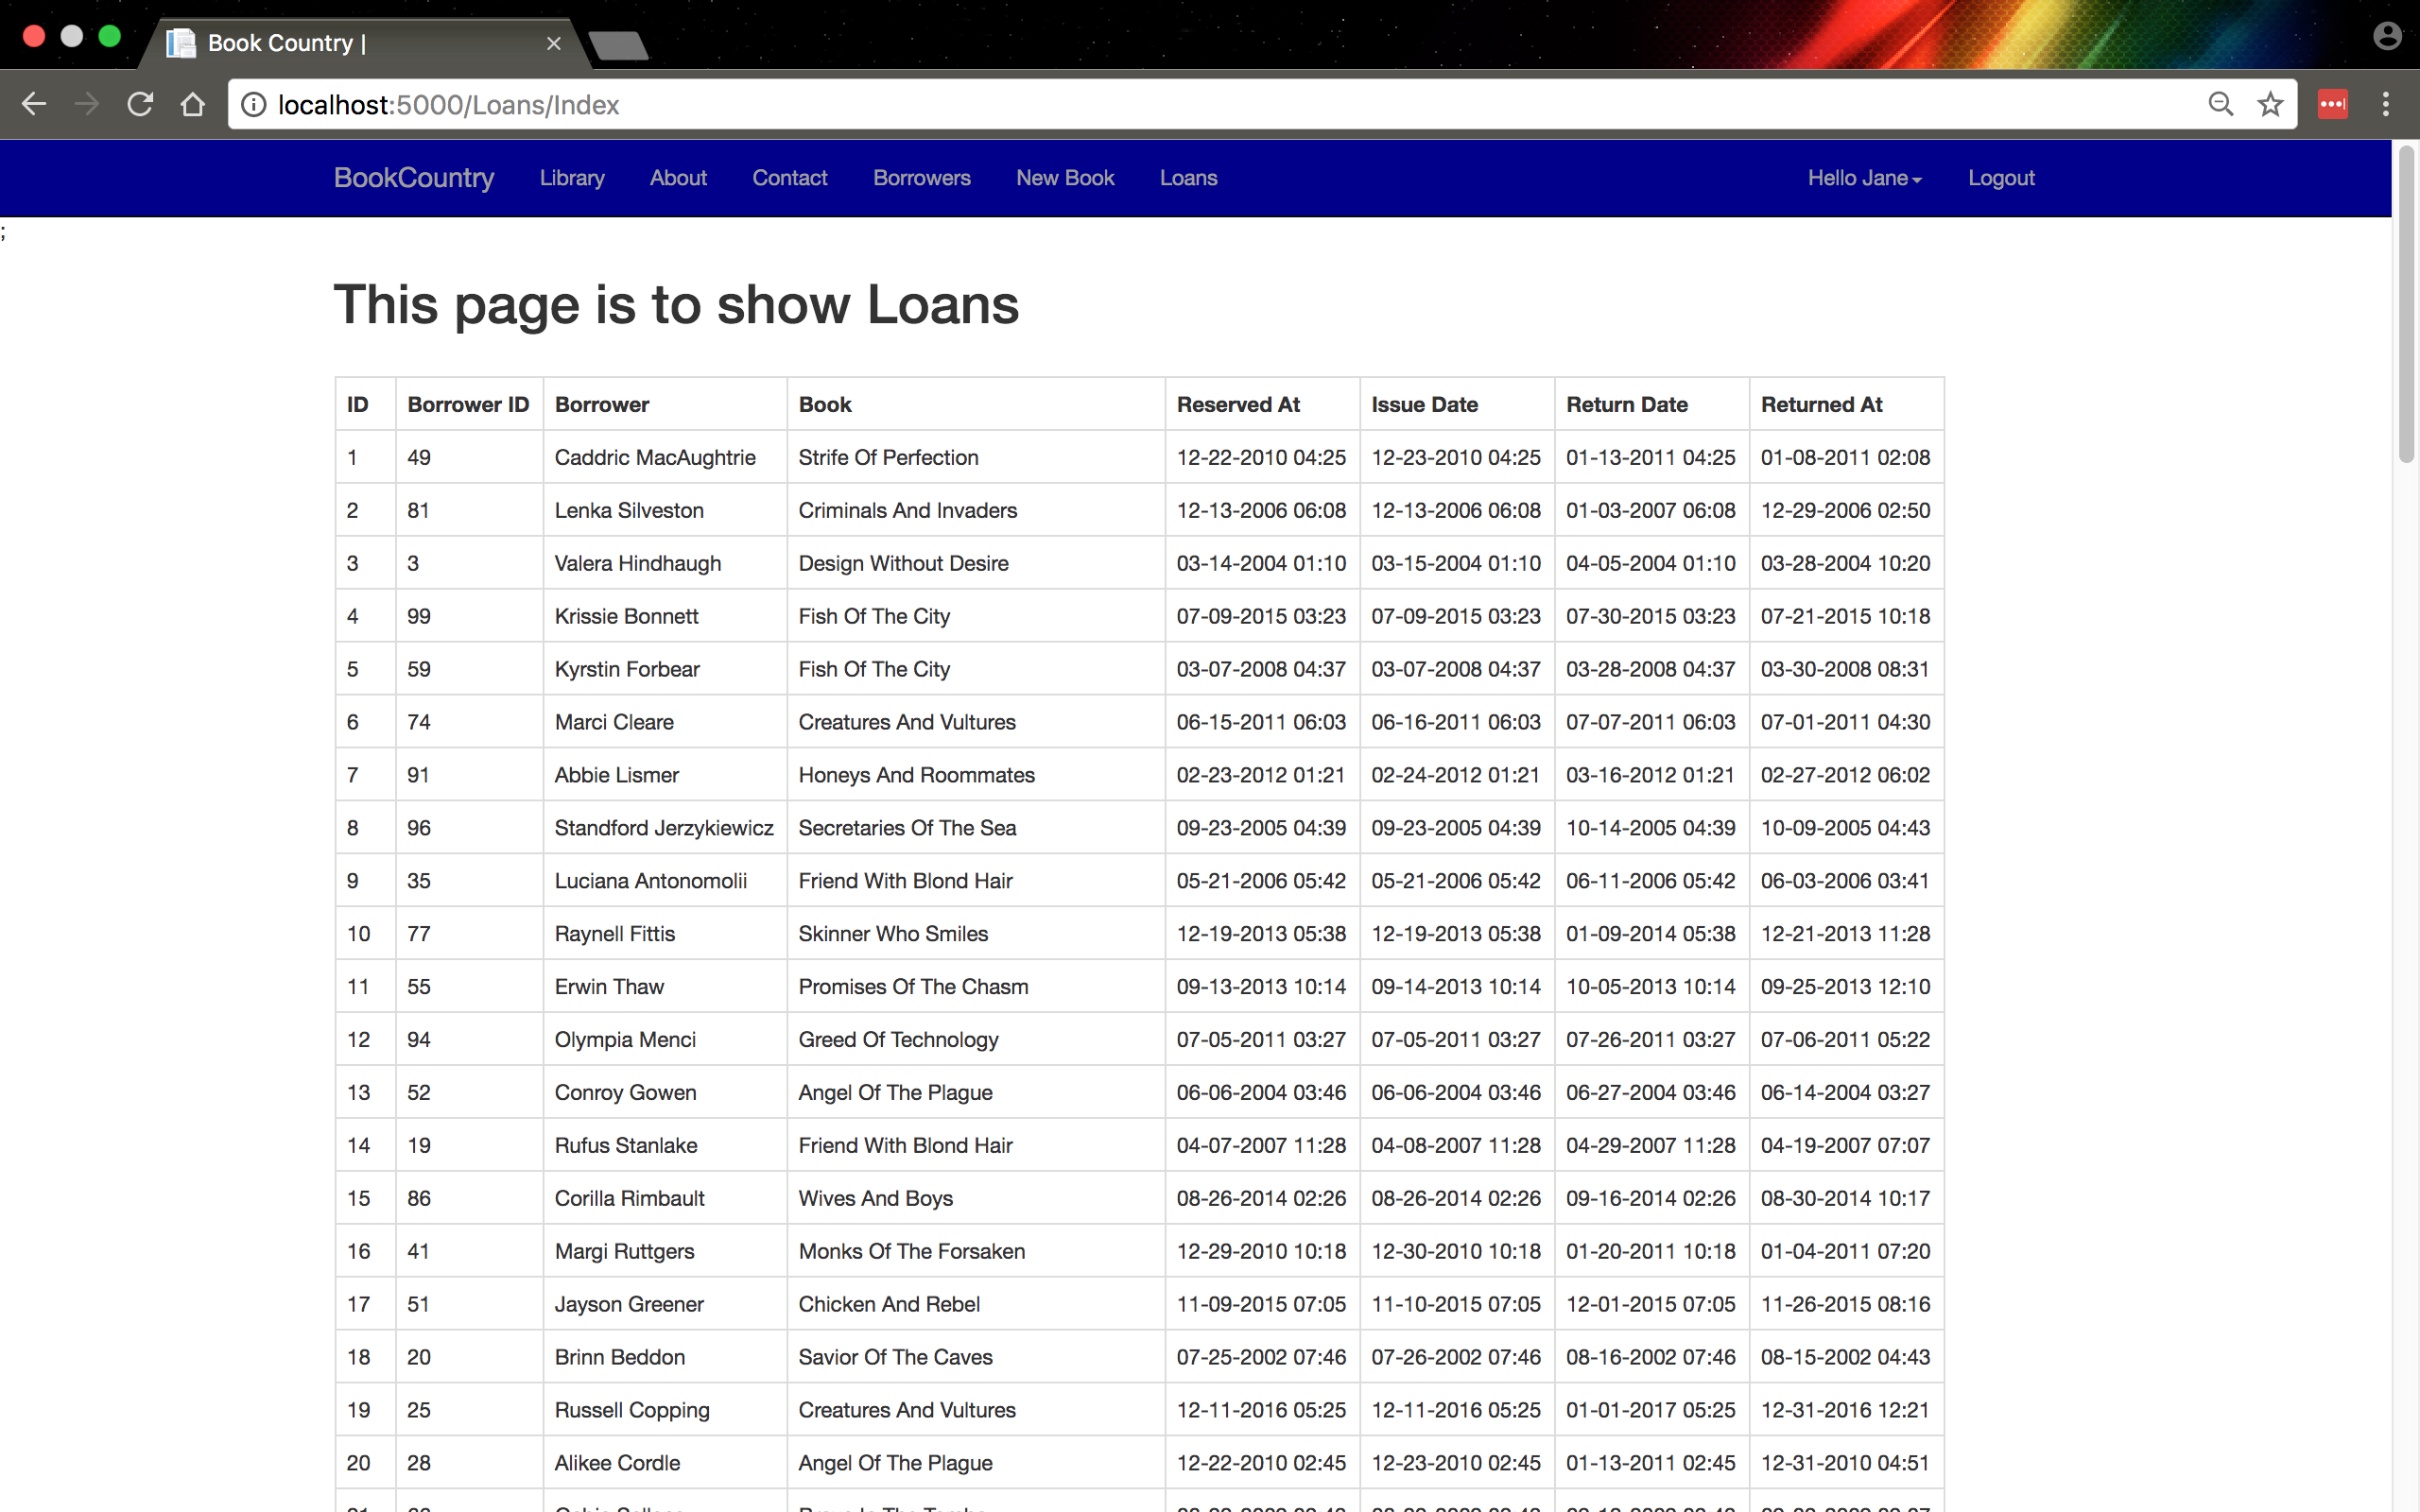 Book Country |
localhost:5000/Loans/Index
BookCountry Library About Contact Borrowers New Book Loans Hello Jane Logout
;
This page is to show Loans
ID Borrower ID Borrower Book Reserved At Issue Date Return Date Returned At
1 49 Caddric MacAughtrie Strife Of Perfection 12-22-2010 04:25 12-23-2010 04:25 01-13-2011 04:25 01-08-2011 02:08
2 81 Lenka Silveston Criminals And Invaders 12-13-2006 06:08 12-13-2006 06:08 01-03-2007 06:08 12-29-2006 02:50
3 3 Valera Hindhaugh Design Without Desire 03-14-2004 01:10 03-15-2004 01:10 04-05-2004 01:10 03-28-2004 10:20
4 99 Krissie Bonnett Fish Of The City 07-09-2015 03:23 07-09-2015 03:23 07-30-2015 03:23 07-21-2015 10:18
5 59 Kyrstin Forbear Fish Of The City 03-07-2008 04:37 03-07-2008 04:37 03-28-2008 04:37 03-30-2008 08:31
6 74 Marci Cleare Creatures And Vultures 06-15-2011 06:03 06-16-2011 06:03 07-07-2011 06:03 07-01-2011 04:30
7 91 Abbie Lismer Honeys And Roommates 02-23-2012 01:21 02-24-2012 01:21 03-16-2012 01:21 02-27-2012 06:02
8 96 Standford Jerzykiewicz Secretaries Of The Sea 09-23-2005 04:39 09-23-2005 04:39 10-14-2005 04:39 10-09-2005 04:43
9 35 Luciana Antonomolii Friend With Blond Hair 05-21-2006 05:42 05-21-2006 05:42 06-11-2006 05:42 06-03-2006 03:41
10 77 Raynell Fittis Skinner Who Smiles 12-19-2013 05:38 12-19-2013 05:38 01-09-2014 05:38 12-21-2013 11:28
11 55 Erwin Thaw Promises Of The Chasm 09-13-2013 10:14 09-14-2013 10:14 10-05-2013 10:14 09-25-2013 12:10
12 94 Olympia Menci Greed Of Technology 07-05-2011 03:27 07-05-2011 03:27 07-26-2011 03:27 07-06-2011 05:22
13 52 Conroy Gowen Angel Of The Plague 06-06-2004 03:46 06-06-2004 03:46 06-27-2004 03:46 06-14-2004 03:27
14 19 Rufus Stanlake Friend With Blond Hair 04-07-2007 11:28 04-08-2007 11:28 04-29-2007 11:28 04-19-2007 07:07
15 86 Corilla Rimbault Wives And Boys 08-26-2014 02:26 08-26-2014 02:26 09-16-2014 02:26 08-30-2014 10:17
16 41 Margi Ruttgers Monks Of The Forsaken 12-29-2010 10:18 12-30-2010 10:18 01-20-2011 10:18 01-04-2011 07:20
17 51 Jayson Greener Chicken And Rebel 11-09-2015 07:05 11-10-2015 07:05 12-01-2015 07:05 11-26-2015 08:16
18 20 Brinn Beddon Savior Of The Caves 07-25-2002 07:46 07-26-2002 07:46 08-16-2002 07:46 08-15-2002 04:43
19 25 Russell Copping Creatures And Vultures 12-11-2016 05:25 12-11-2016 05:25 01-01-2017 05:25 12-31-2016 12:21
20 28 Alikee Cordle Angel Of The Plague 12-22-2010 02:45 12-23-2010 02:45 01-13-2011 02:45 12-31-2010 04:51